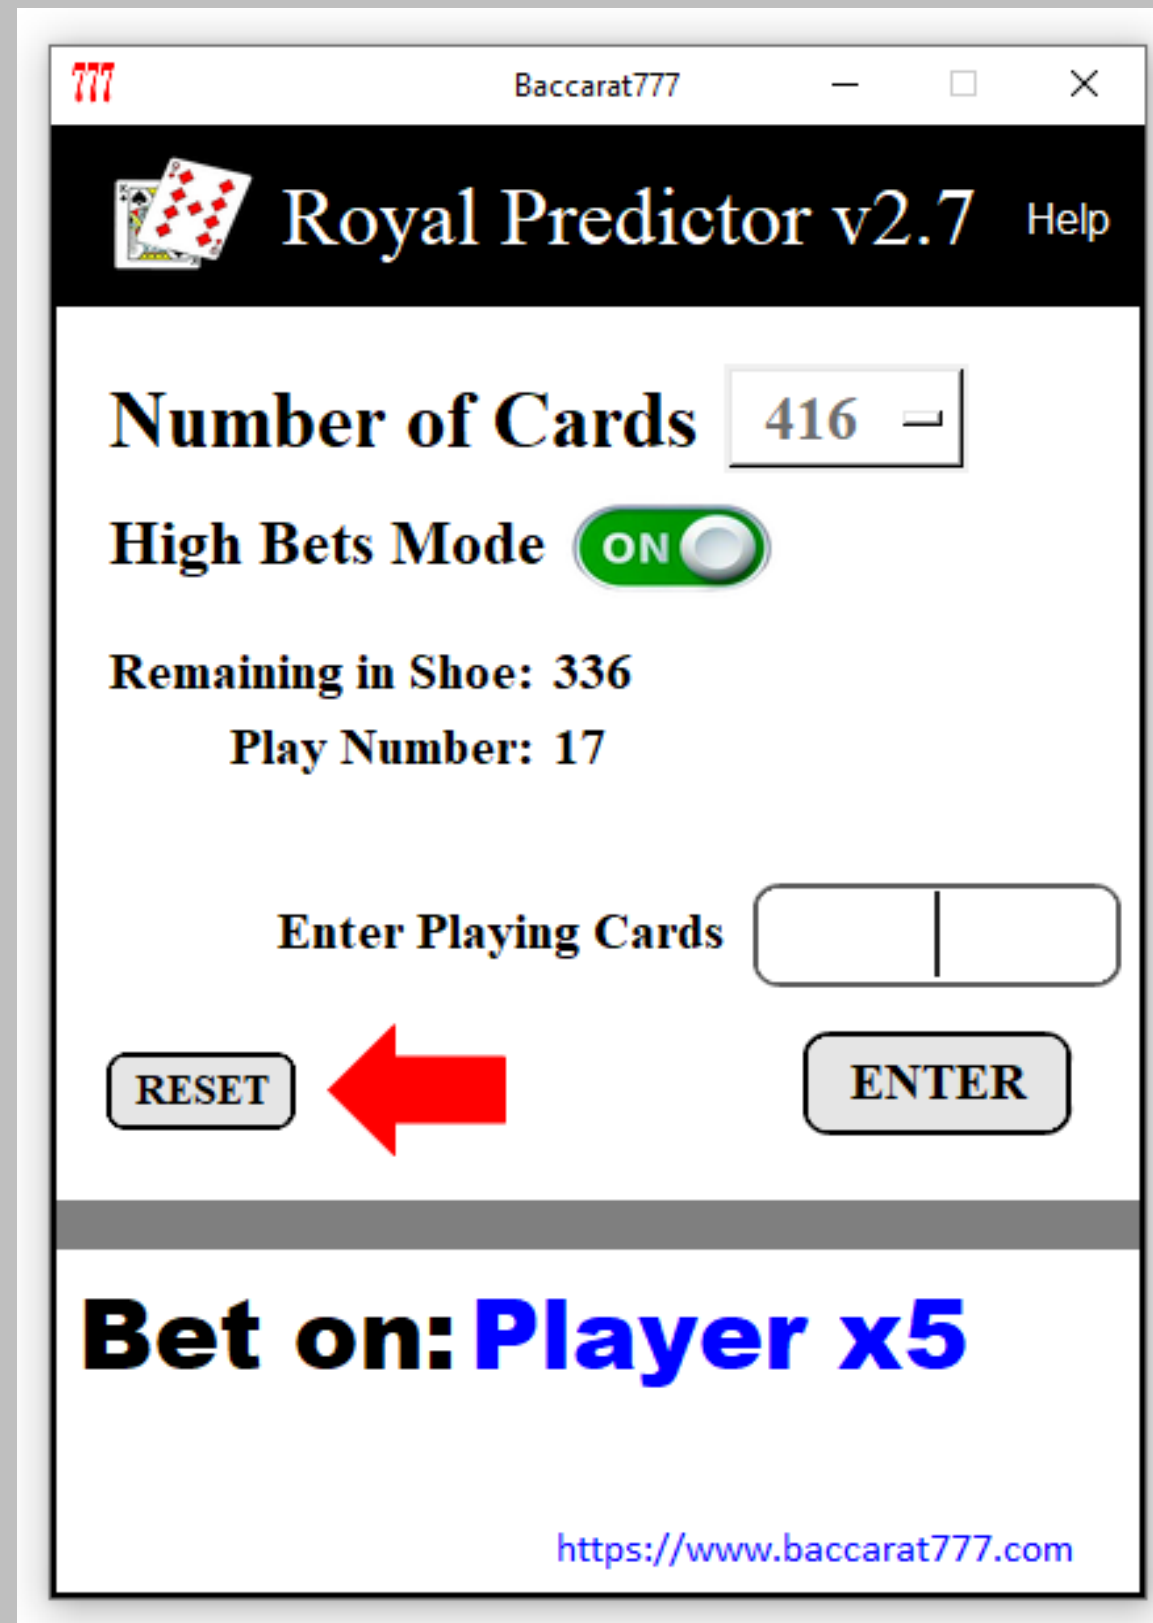 777 Baccarat777
Royal Predictor v2.7 Help
Number of Cards 416
High Bets Mode ON
Remaining in Shoe: 336
Play Number: 17
Enter Playing Cards
RESET ENTER
Bet on: Player x5
https://www.baccarat777.com